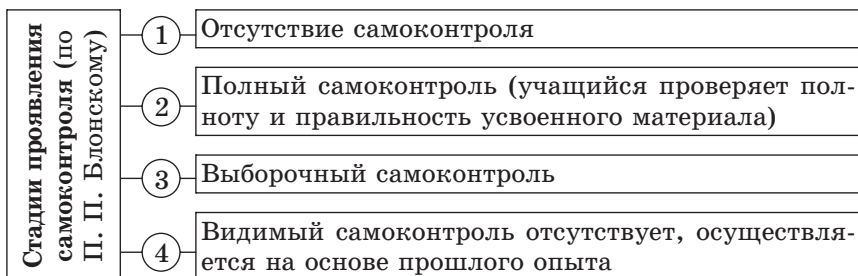 Стадии проявления
самоконтроля (по
П. П. Блонскому)
1 Отсутствие самоконтроля
2 Полный самоконтроль (учащийся проверяет пол-
ноту и правильность усвоенного материала)
3 Выборочный самоконтроль
4 Видимый самоконтроль отсутствует, осуществля-
ется на основе прошлого опыта